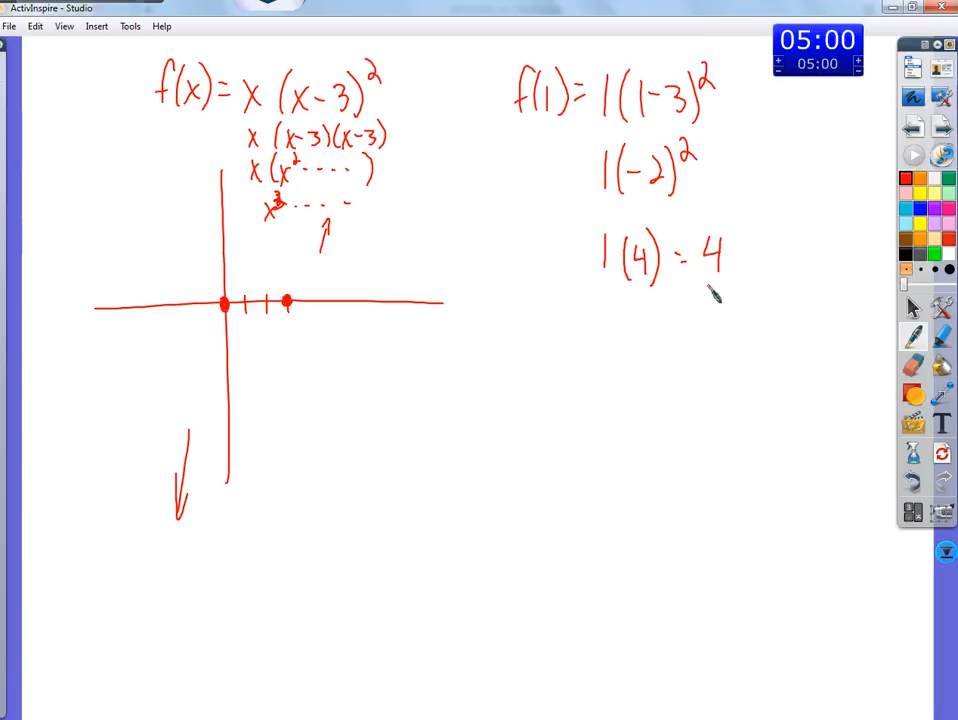 ActivInspire - Studio
File Edit View Insert Tools Help
05:00
05:00
f(x) = x (x-3)²
x (x-3)(x-3)
x (x² ....)
x³ ....
f(1) = 1(1-3)²
1(-2)²
1(4) = 4